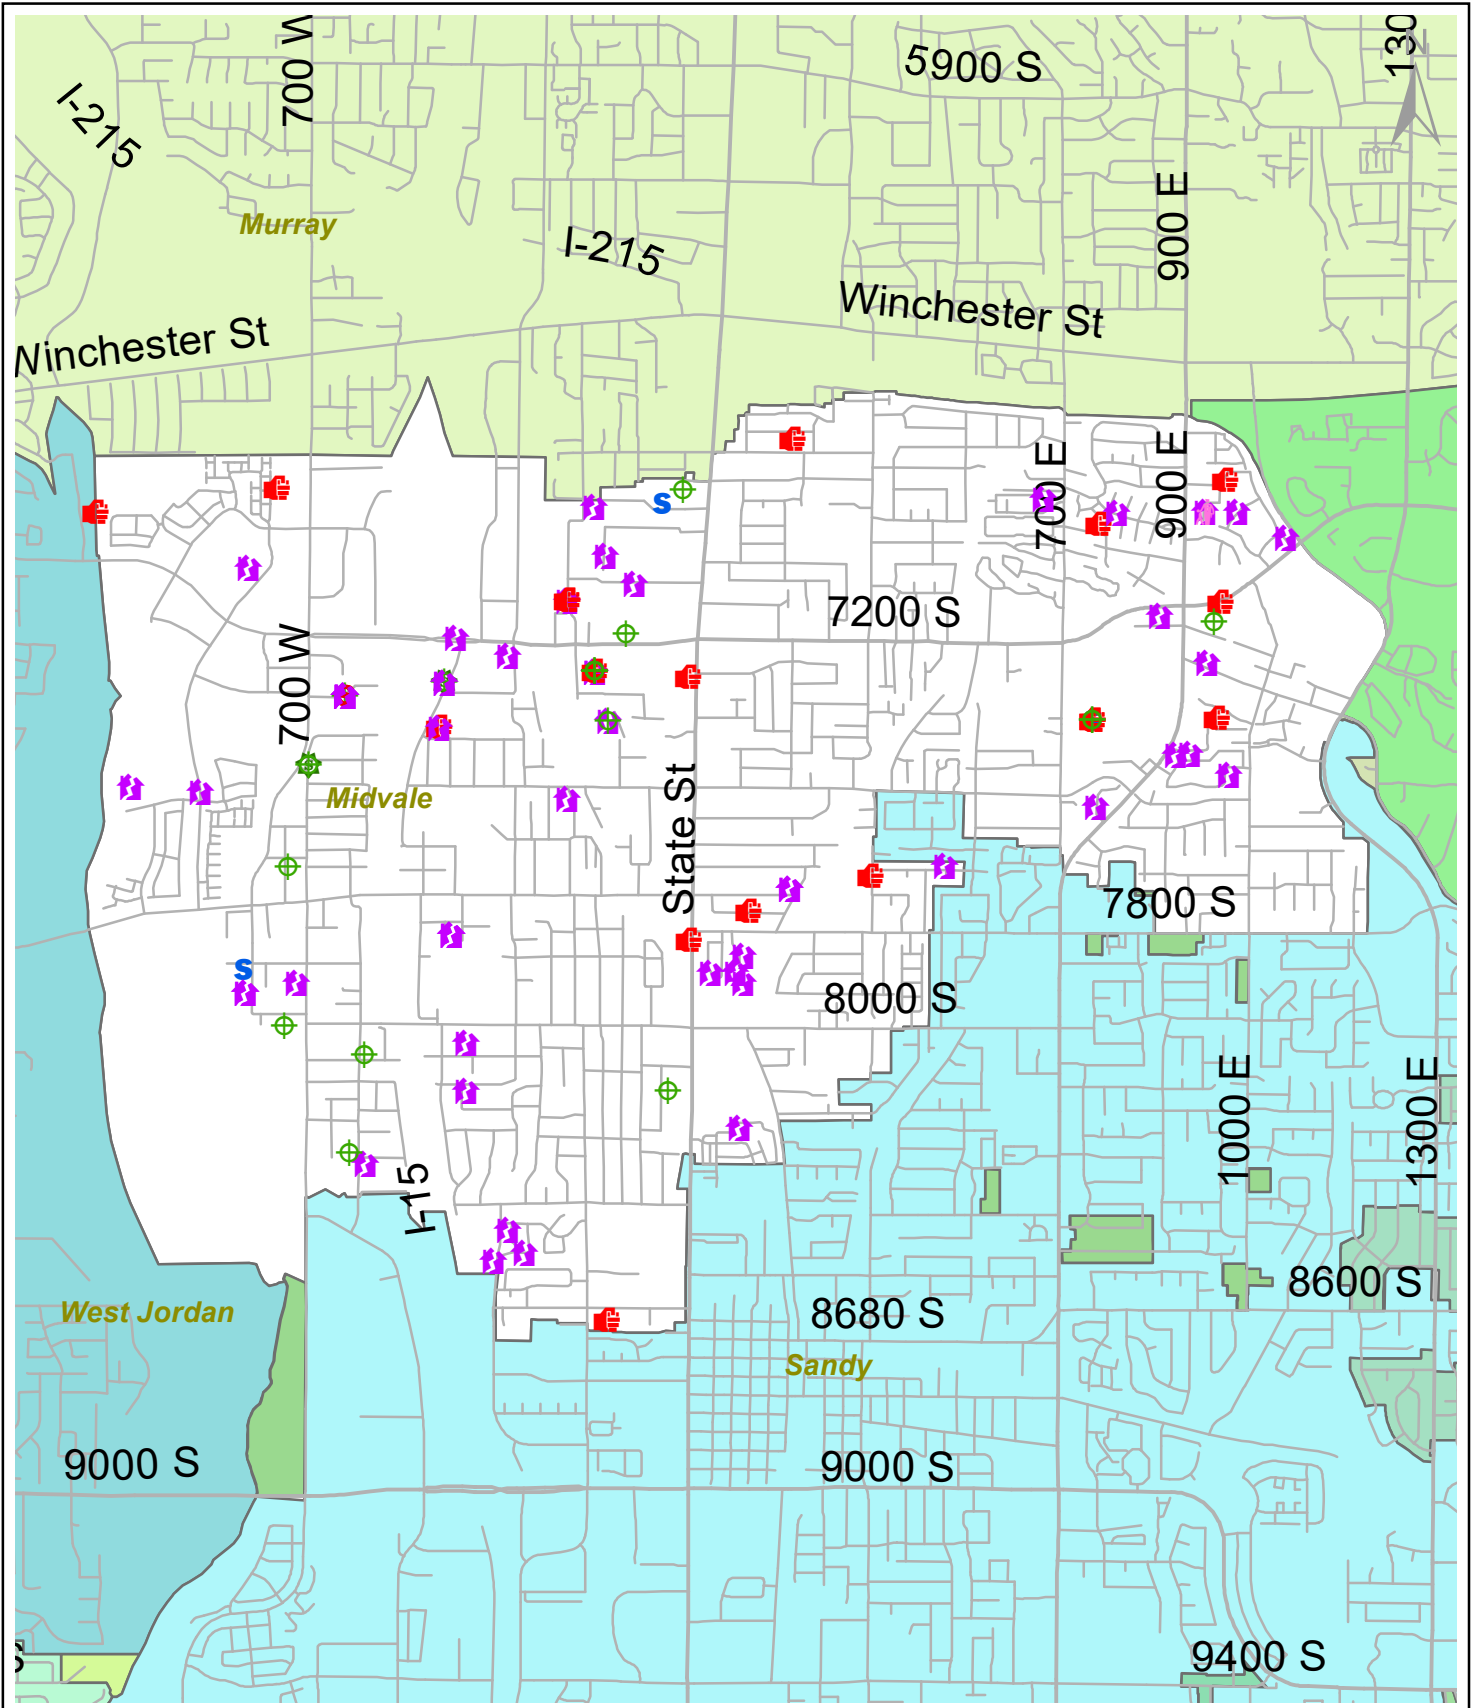 700 W
5900 S
130
N
I-215
900 E
Murray
I-215
Winchester St
Winchester St
700 E
900 E
S
7200 S
700 W
State St
Midvale
7800 S
S
8000 S
1000 E
1300 E
I-15
8600 S
West Jordan
8680 S
Sandy
9000 S
9000 S
9400 S
S